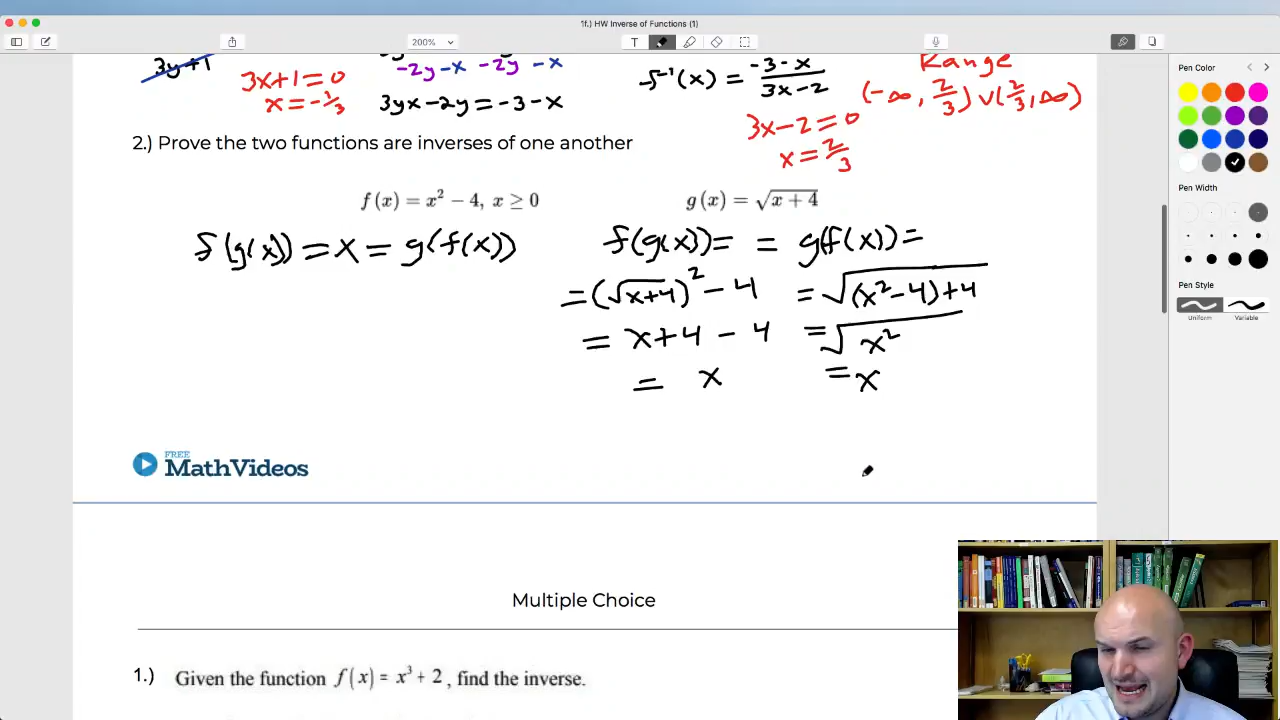 1f.) HW Inverse of Functions (1)
200%
3y+1
3x+1=0
x=-1/3
-2y-x -2y -x
3yx-2y=-3-x
f⁻¹(x) = (-3-x)/(3x-2)
3x-2=0
x=2/3
Range
(-∞, 2/3) ∪ (2/3, ∞)
2.) Prove the two functions are inverses of one another
f(x) = x² − 4, x ≥ 0
g(x) = √(x + 4)
f(g(x)) = x = g(f(x))
f(g(x))= = g(f(x))=
=(√x+4)² - 4 = √(x²-4)+4
= x+4 - 4 = √x²
= x =x
FREE
MathVideos
Multiple Choice
1.) Given the function f(x) = x³ + 2, find the inverse.
Pen Color
Pen Width
Pen Style
Uniform Variable